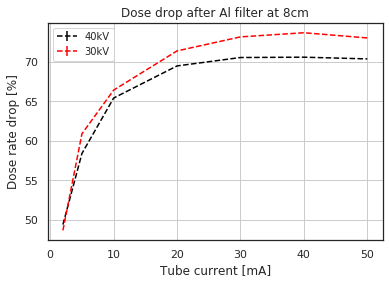 Dose drop after Al filter at 8cm
40kV
30kV
Dose rate drop [%]
70
65
60
55
50
0 10 20 30 40 50
Tube current [mA]